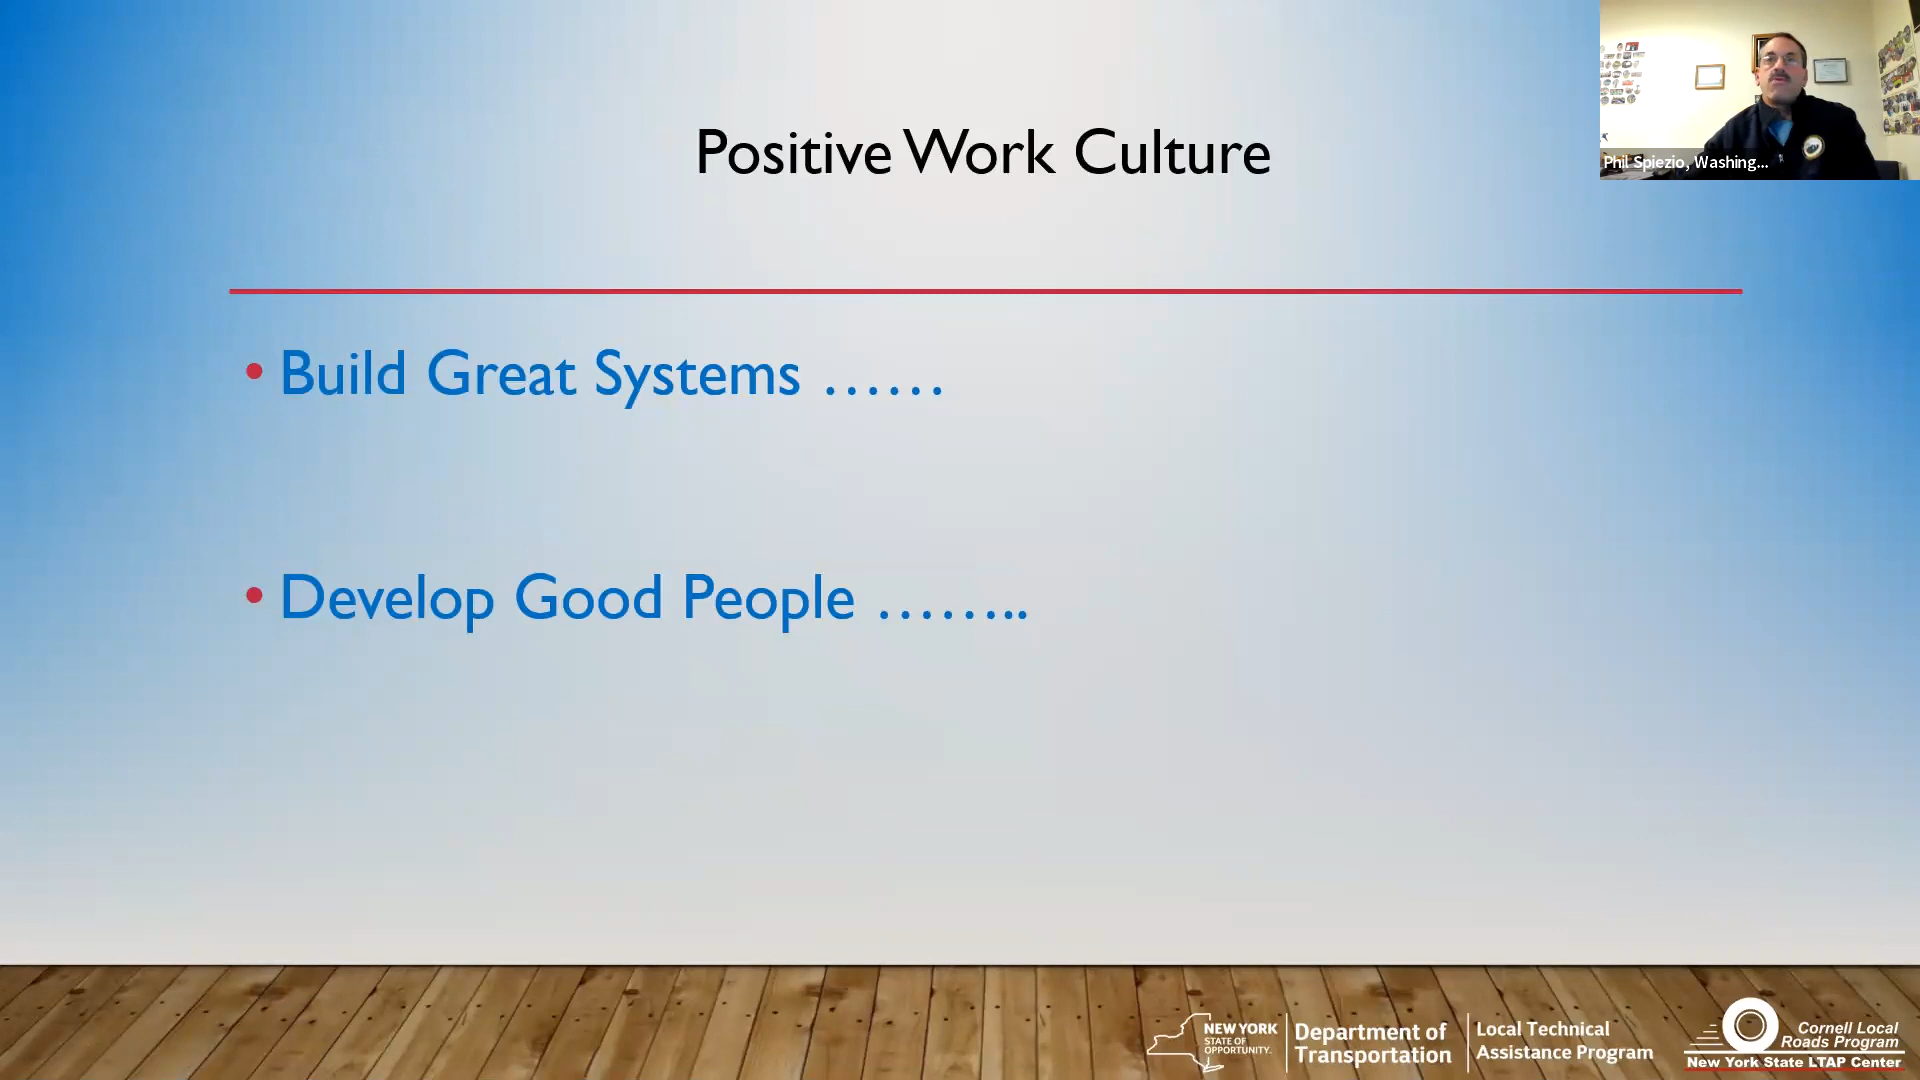 Positive Work Culture
Phil Spiezio, Washing...
• Build Great Systems ……
• Develop Good People ……..
NEW YORK
STATE OF
OPPORTUNITY.
Department of
Transportation
Local Technical
Assistance Program
Cornell Local
Roads Program
New York State LTAP Center